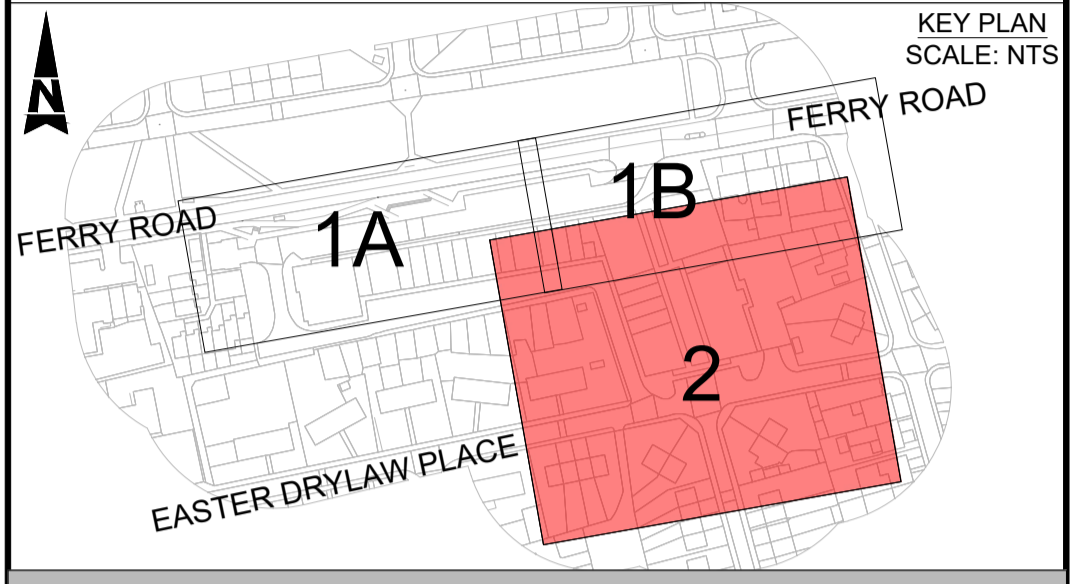 N
KEY PLAN
SCALE: NTS
FERRY ROAD
1B
FERRY ROAD
1A
2
EASTER DRYLAW PLACE